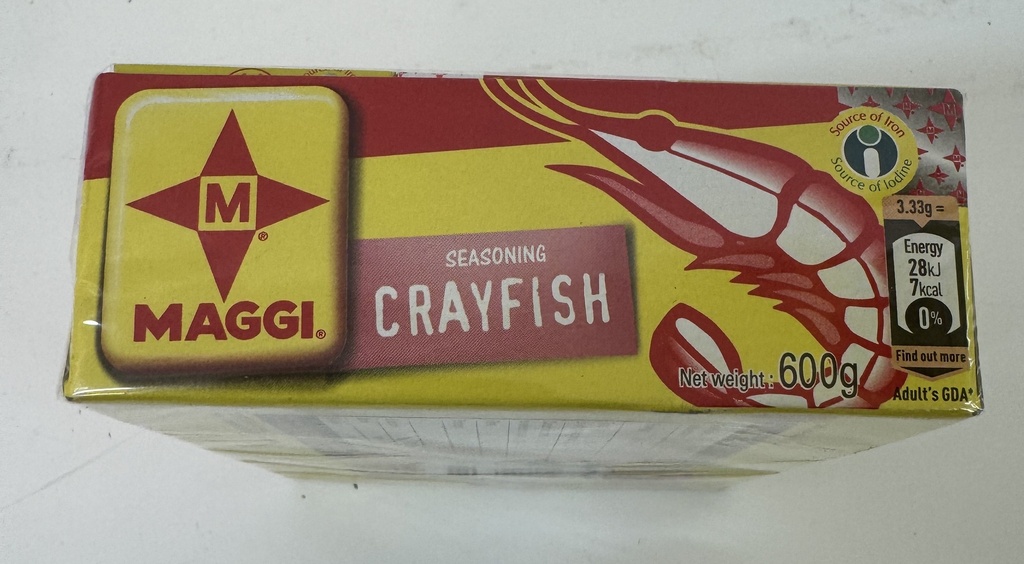 M
®
MAGGI®
SEASONING
CRAYFISH
Net weight : 600g
Source of Iron
Source of Iodine
3.33g =
Energy
28kJ
7kcal
0%
Find out more
Adult's GDA*